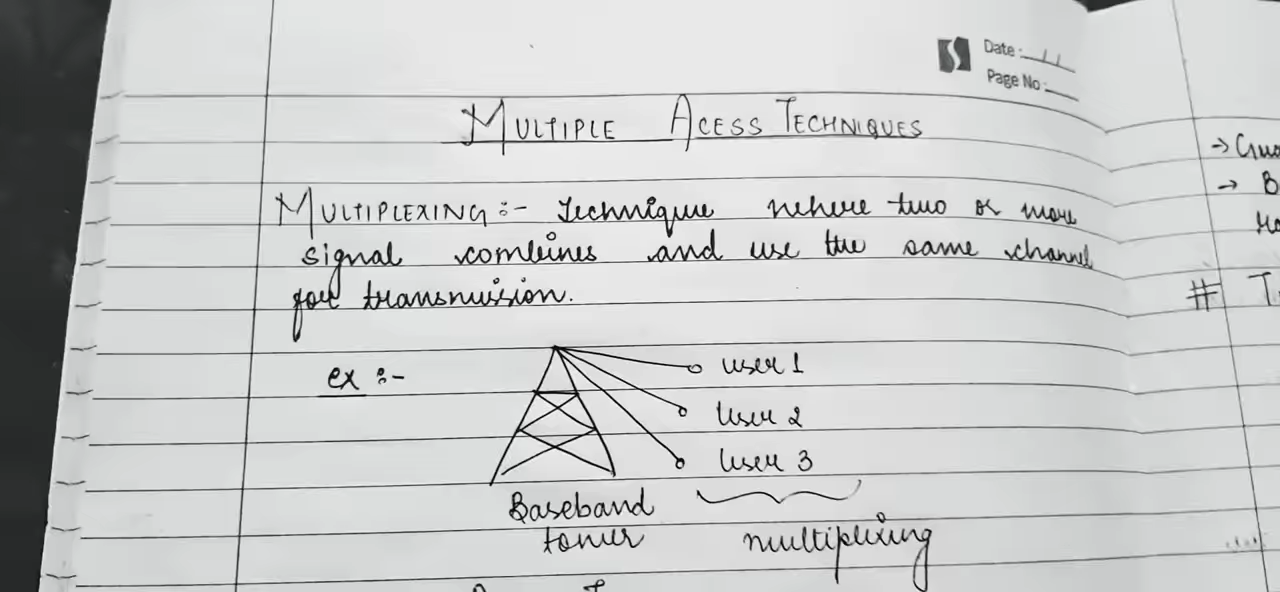 Date :
Page No :
MULTIPLE ACESS TECHNIQUES
MULTIPLEXING :- Technique where two or more
signal combines and use the same channel
for transmission.
ex :-
user 1
User 2
User 3
Baseband
tower
multiplixing
→
→ B
#